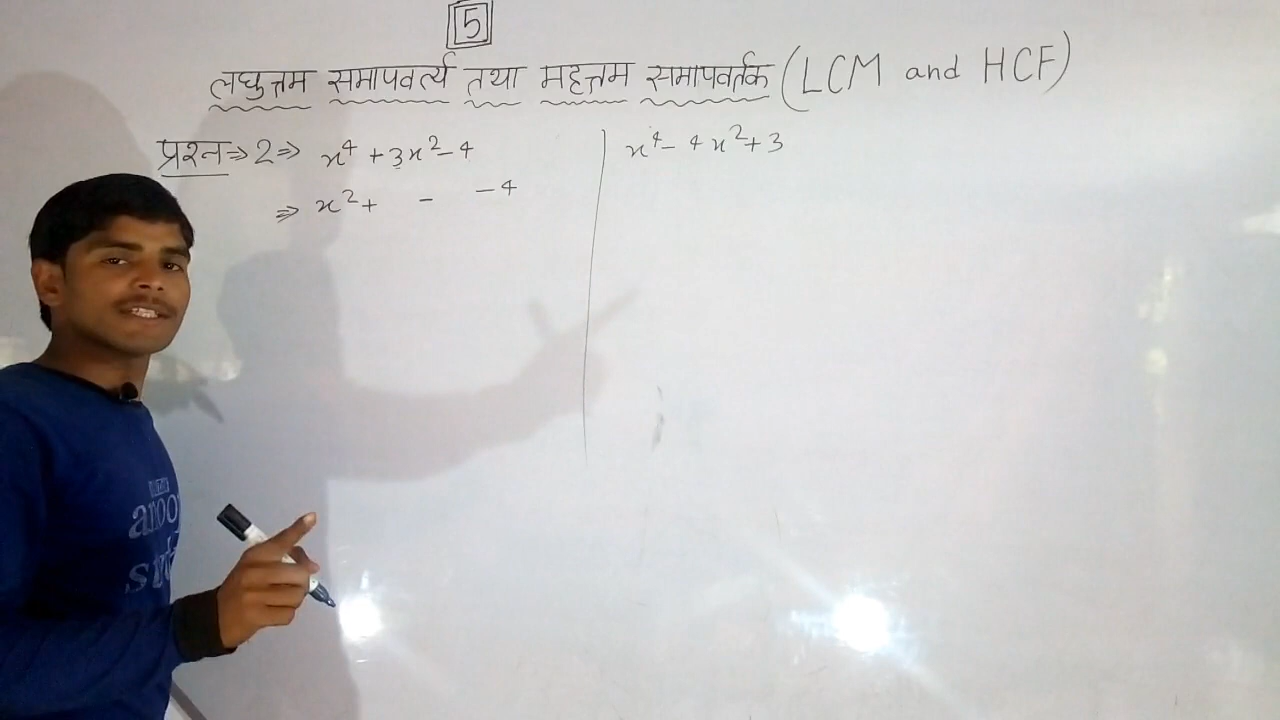 5
लघुत्तम समापवर्त्य तथा महत्तम समापवर्तक (LCM and HCF)
प्रश्न⇒ 2⇒ x⁴ + 3x² - 4
x⁴ - 4x² + 3
⇒ x² + - - 4